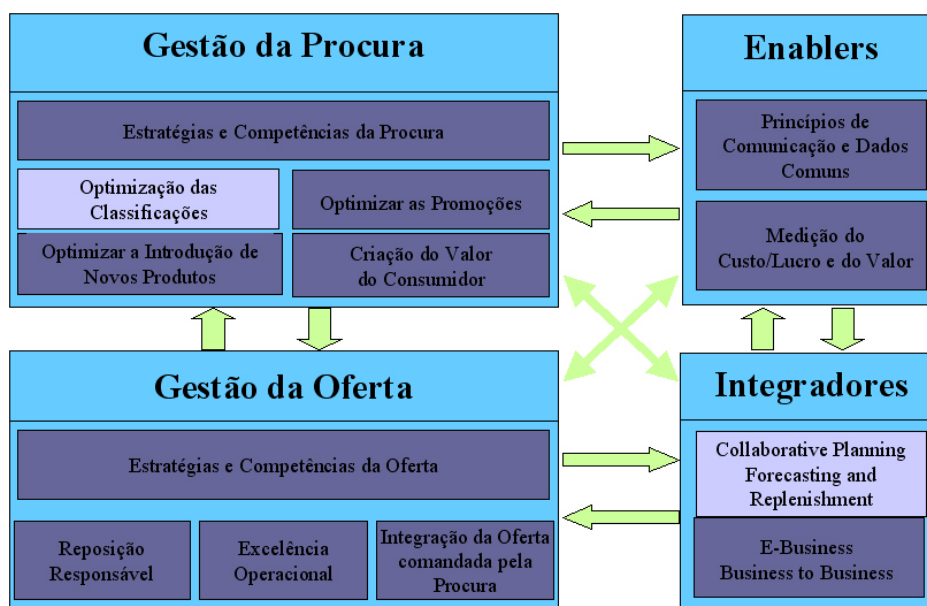 Gestão da Procura
Estratégias e Competências da Procura
Optimização das
Classificações
Optimizar as Promoções
Optimizar a Introdução de
Novos Produtos
Criação do Valor
do Consumidor
Enablers
Princípios de
Comunicação e Dados
Comuns
Medição do
Custo/Lucro e do Valor
Gestão da Oferta
Estratégias e Competências da Oferta
Reposição
Responsável
Excelência
Operacional
Integração da Oferta
comandada pela
Procura
Integradores
Collaborative Planning
Forecasting and
Replenishment
E-Business
Business to Business